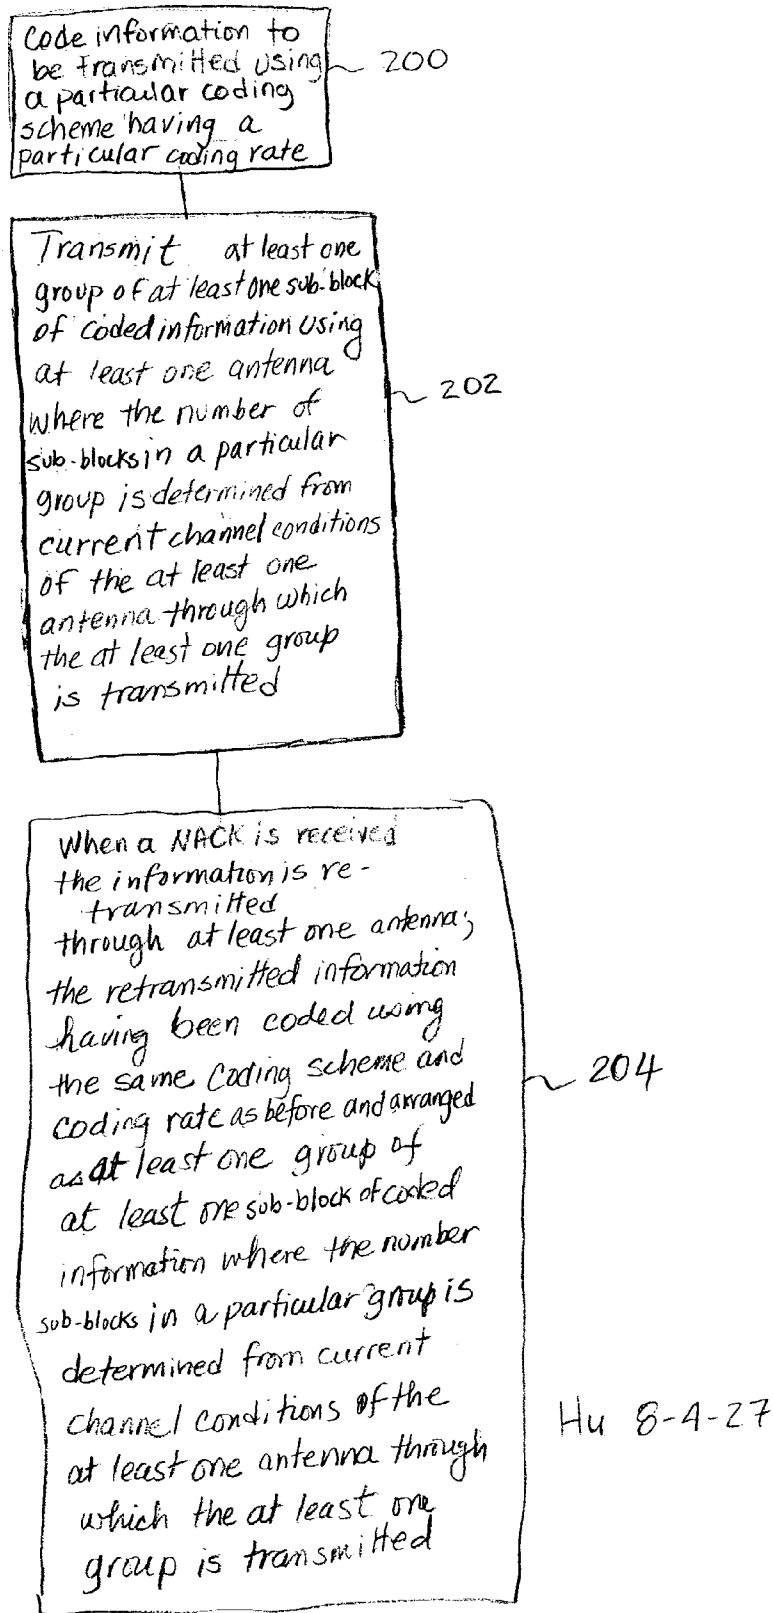 Code information to
be transmitted using
a particular coding
scheme having a
particular coding rate
200
Transmit at least one
group of at least one sub-block
of coded information using
at least one antenna
where the number of
sub-blocks in a particular
group is determined from
current channel conditions
of the at least one
antenna through which
the at least one group
is transmitted
202
When a NACK is received
the information is re-
transmitted
through at least one antenna;
the retransmitted information
having been coded using
the same Coding scheme and
coding rate as before and arranged
as at least one group of
at least one sub-block of coded
information where the number
sub-blocks in a particular group is
determined from current
channel conditions of the
at least one antenna through
which the at least one
group is transmitted
204
Hu 8-4-27